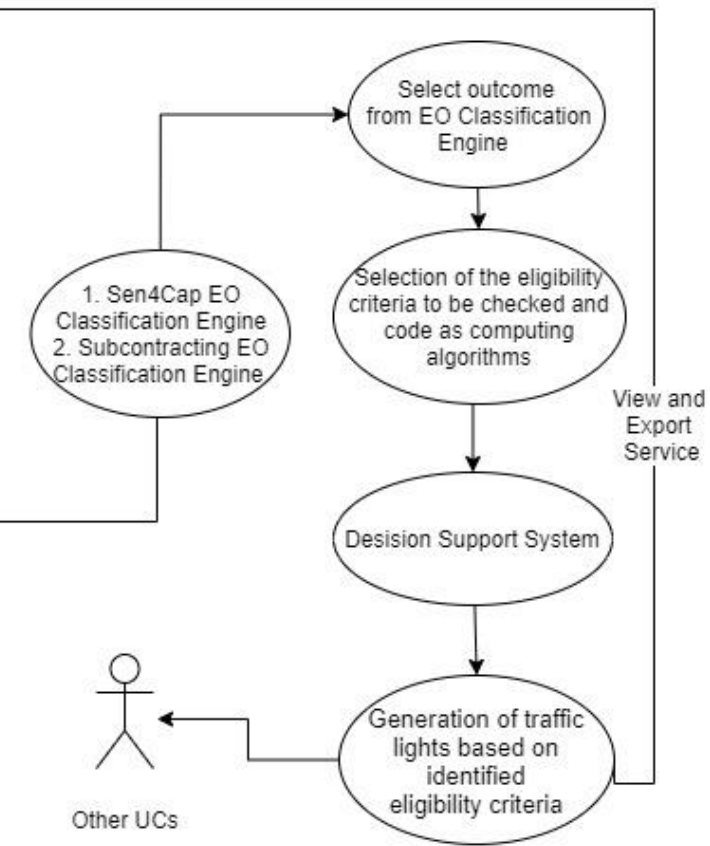 Select outcome
from EO Classification
Engine
1. Sen4Cap EO
Classification Engine
2. Subcontracting EO
Classification Engine
Selection of the eligibility
criteria to be checked and
code as computing
algorithms
View and
Export
Service
Desision Support System
Generation of traffic
lights based on
identified
eligibility criteria
Other UCs